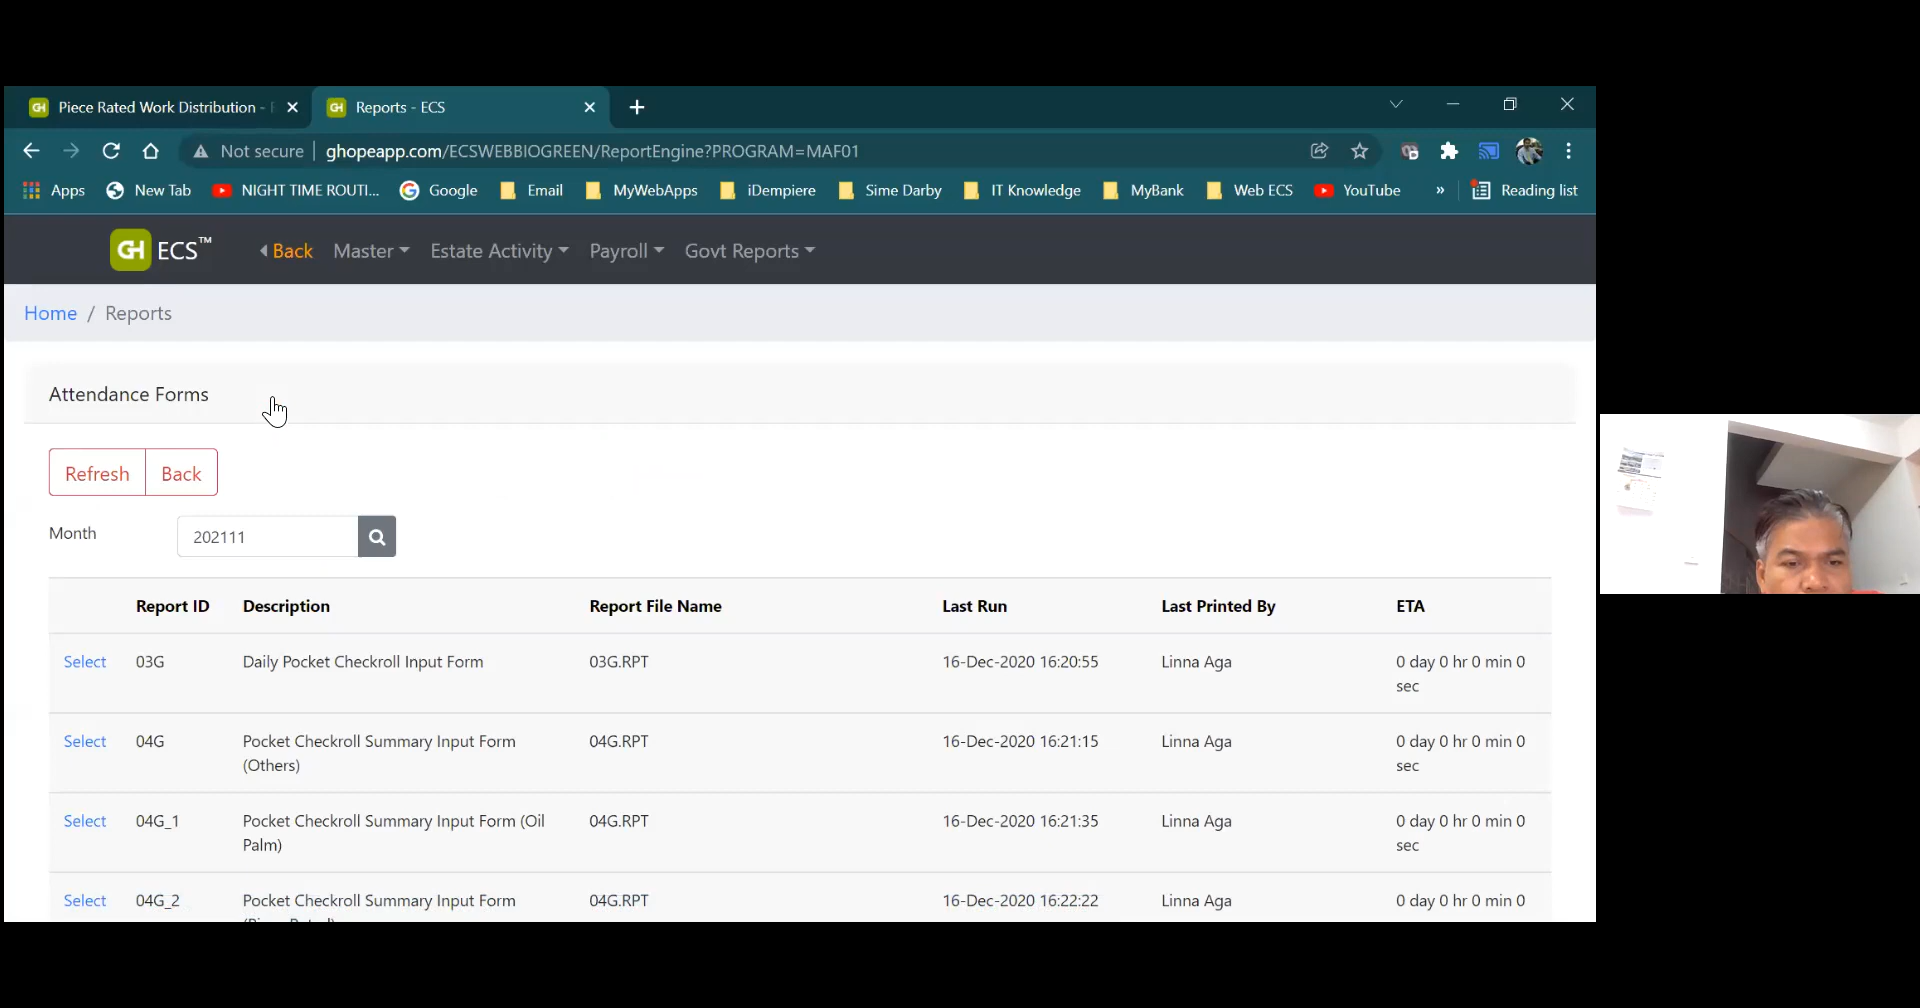 Piece Rated Work Distribution -
Reports - ECS
Not secure
ghopeapp.com/ECSWEBBIOGREEN/ReportEngine?PROGRAM=MAF01
Apps
New Tab
NIGHT TIME ROUTI...
Google
Email
MyWebApps
iDempiere
Sime Darby
IT Knowledge
MyBank
Web ECS
YouTube
»
Reading list
GH ECS™
Back
Master
Estate Activity
Payroll
Govt Reports
Home / Reports
Attendance Forms
Refresh
Back
Month
202111
Report ID Description Report File Name Last Run Last Printed By ETA
Select 03G Daily Pocket Checkroll Input Form 03G.RPT 16-Dec-2020 16:20:55 Linna Aga 0 day 0 hr 0 min 0
sec
Select 04G Pocket Checkroll Summary Input Form 04G.RPT 16-Dec-2020 16:21:15 Linna Aga 0 day 0 hr 0 min 0
(Others) sec
Select 04G_1 Pocket Checkroll Summary Input Form (Oil 04G.RPT 16-Dec-2020 16:21:35 Linna Aga 0 day 0 hr 0 min 0
Palm) sec
Select 04G_2 Pocket Checkroll Summary Input Form 04G.RPT 16-Dec-2020 16:22:22 Linna Aga 0 day 0 hr 0 min 0